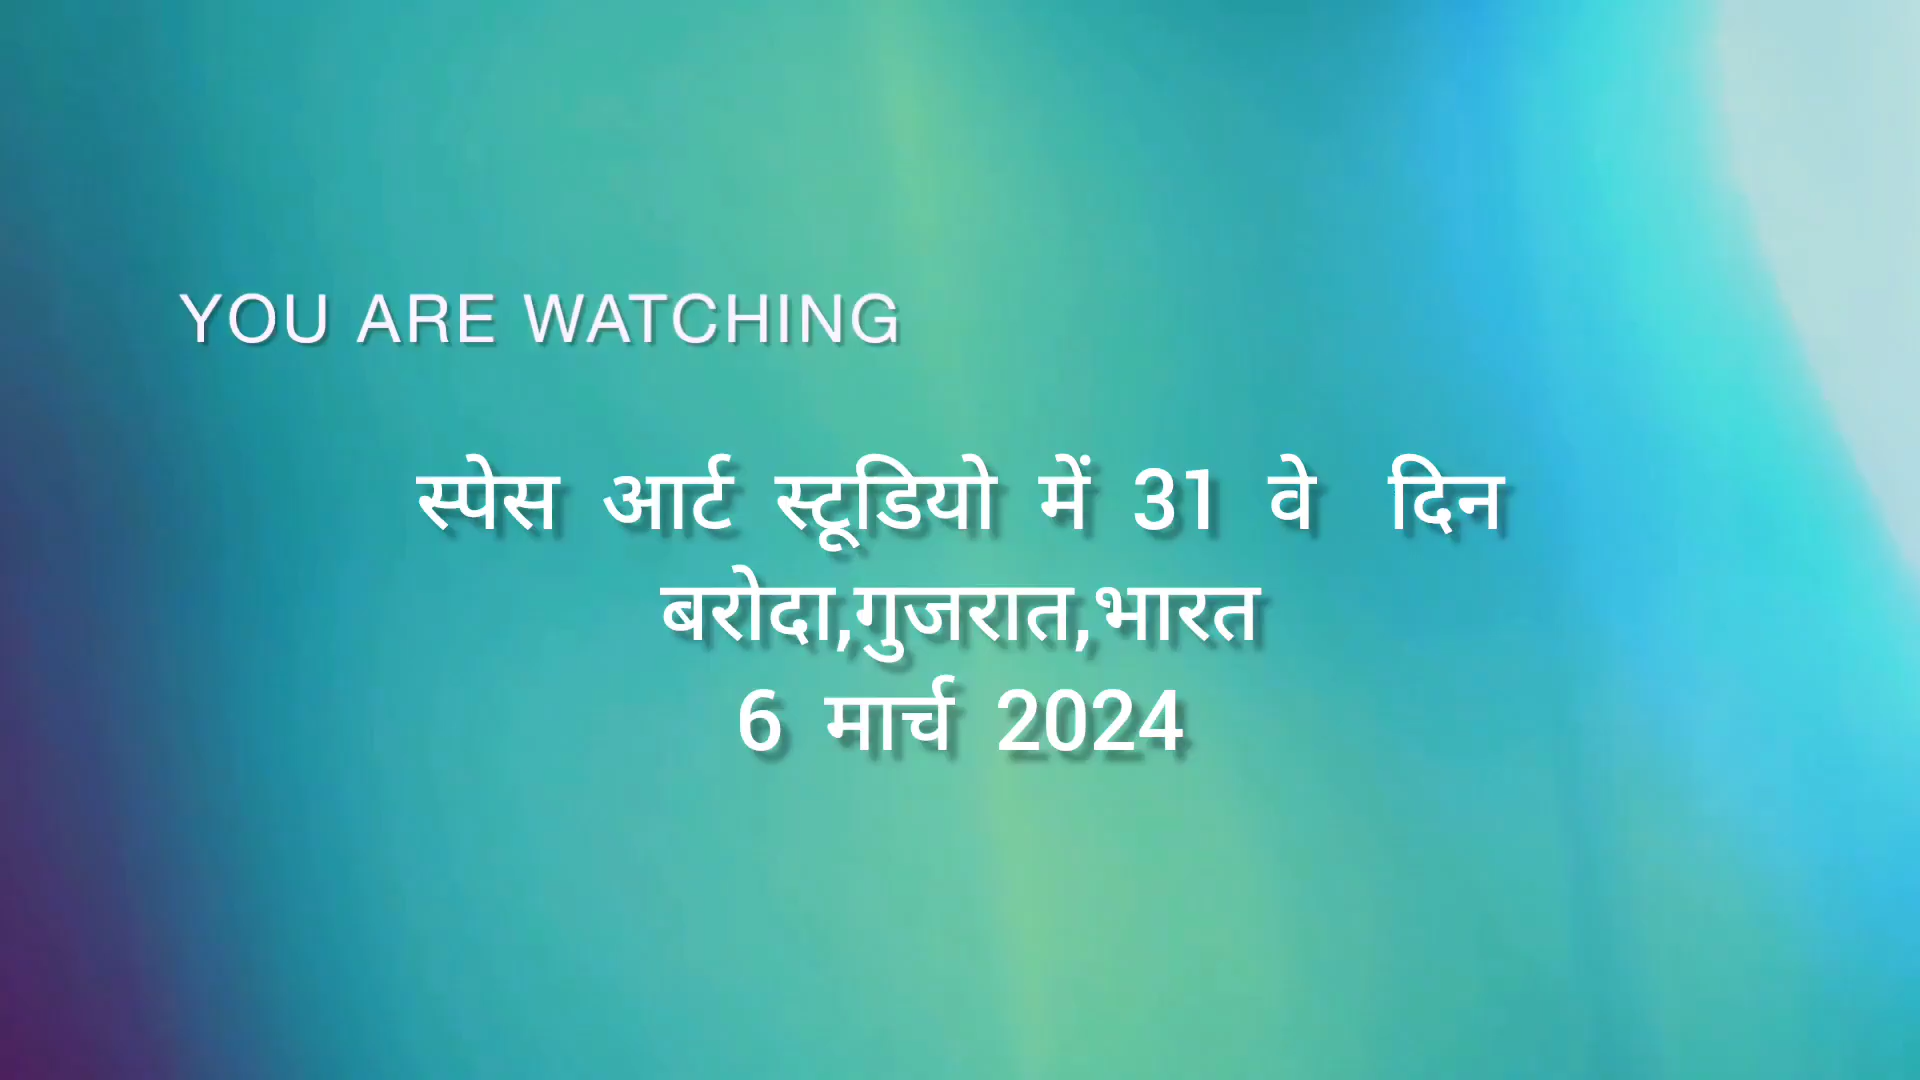 YOU ARE WATCHING
स्पेस आर्ट स्टूडियो में 31 वे दिन
बरोदा,गुजरात,भारत
6 मार्च 2024